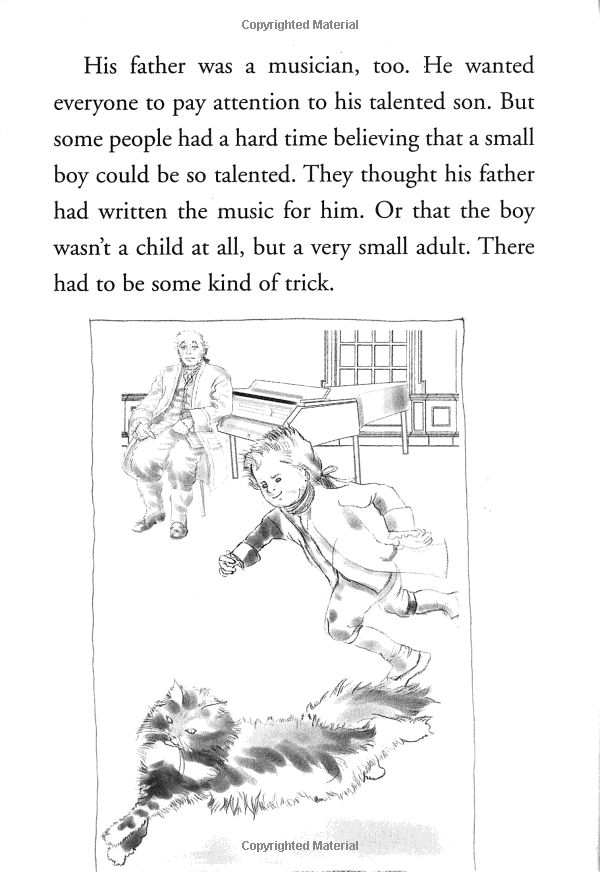 Copyrighted Material
His father was a musician, too. He wanted
everyone to pay attention to his talented son. But
some people had a hard time believing that a small
boy could be so talented. They thought his father
had written the music for him. Or that the boy
wasn't a child at all, but a very small adult. There
had to be some kind of trick.
Copyrighted Material